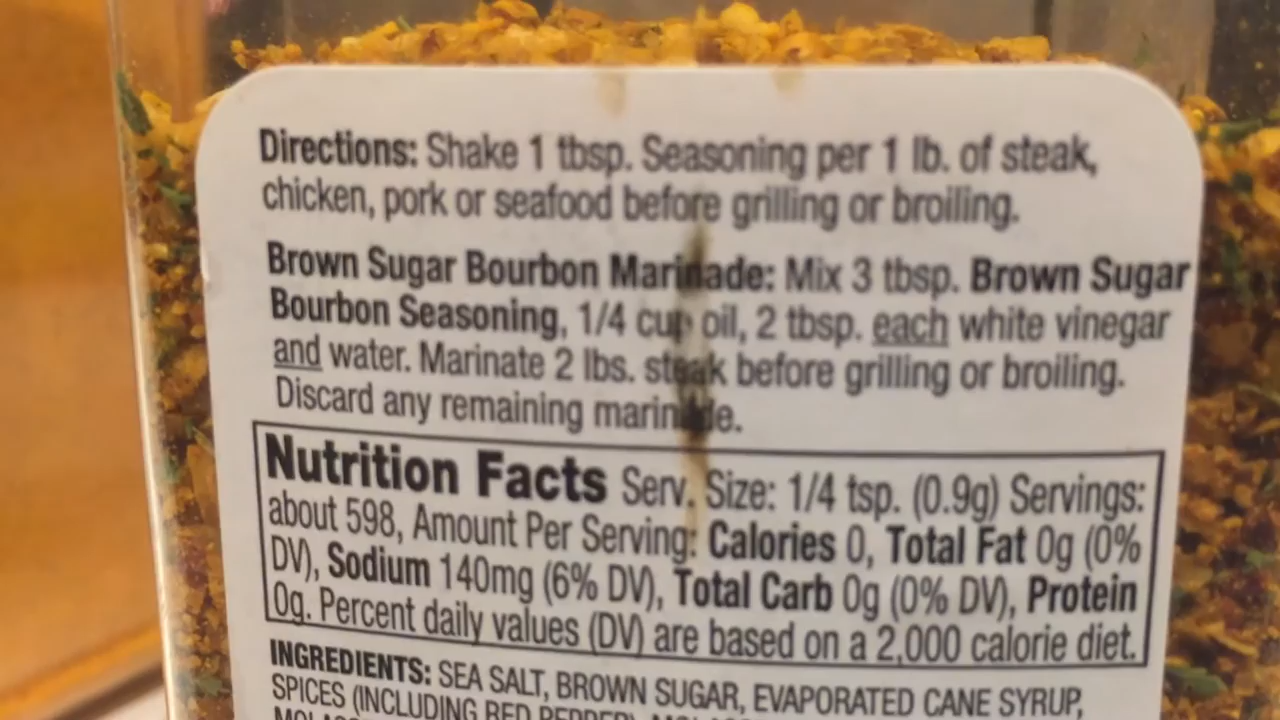 Directions: Shake 1 tbsp. Seasoning per 1 lb. of steak,
chicken, pork or seafood before grilling or broiling.
Brown Sugar Bourbon Marinade: Mix 3 tbsp. Brown Sugar
Bourbon Seasoning, 1/4 cup oil, 2 tbsp. each white vinegar
and water. Marinate 2 lbs. steak before grilling or broiling.
Discard any remaining marinade.
Nutrition Facts Serv. Size: 1/4 tsp. (0.9g) Servings:
about 598, Amount Per Serving: Calories 0, Total Fat 0g (0%
DV), Sodium 140mg (6% DV), Total Carb 0g (0% DV), Protein
0g. Percent daily values (DV) are based on a 2,000 calorie diet.
INGREDIENTS: SEA SALT, BROWN SUGAR, EVAPORATED CANE SYRUP,
SPICES (INCLUDING RED PEPPER),